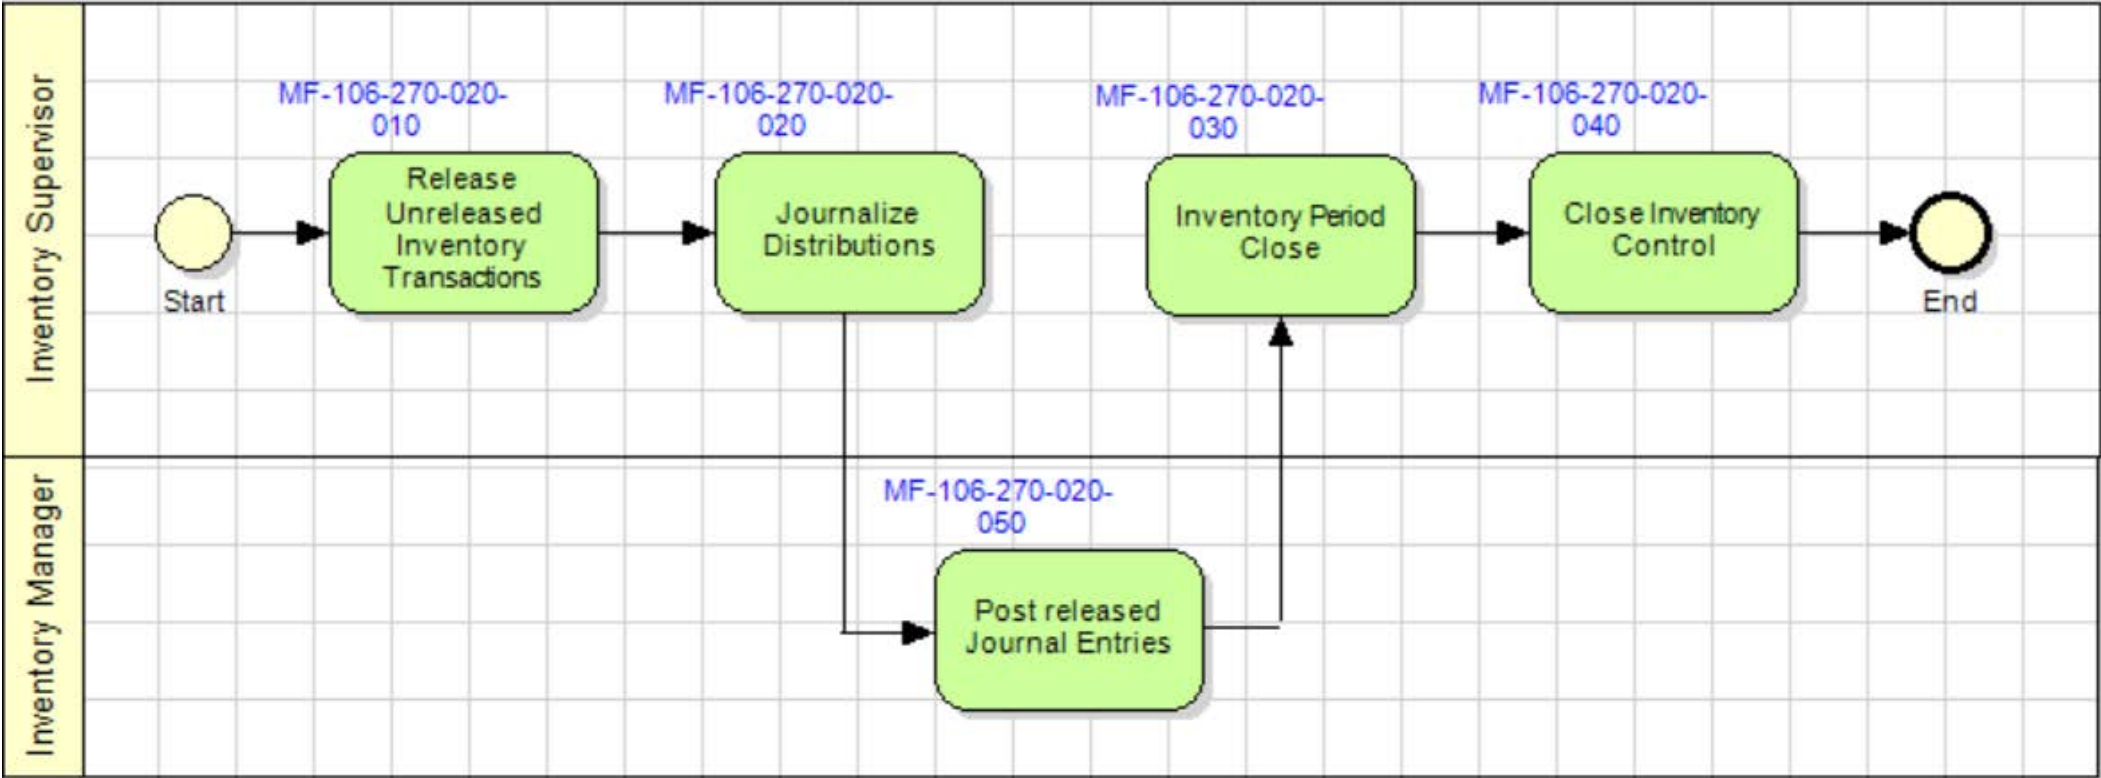 Inventory Supervisor
MF-106-270-020-
010
Release
Unreleased
Inventory
Transactions
MF-106-270-020-
020
Journalize
Distributions
MF-106-270-020-
030
Inventory Period
Close
MF-106-270-020-
040
Close Inventory
Control
Start
End
Inventory Manager
MF-106-270-020-
050
Post released
Journal Entries